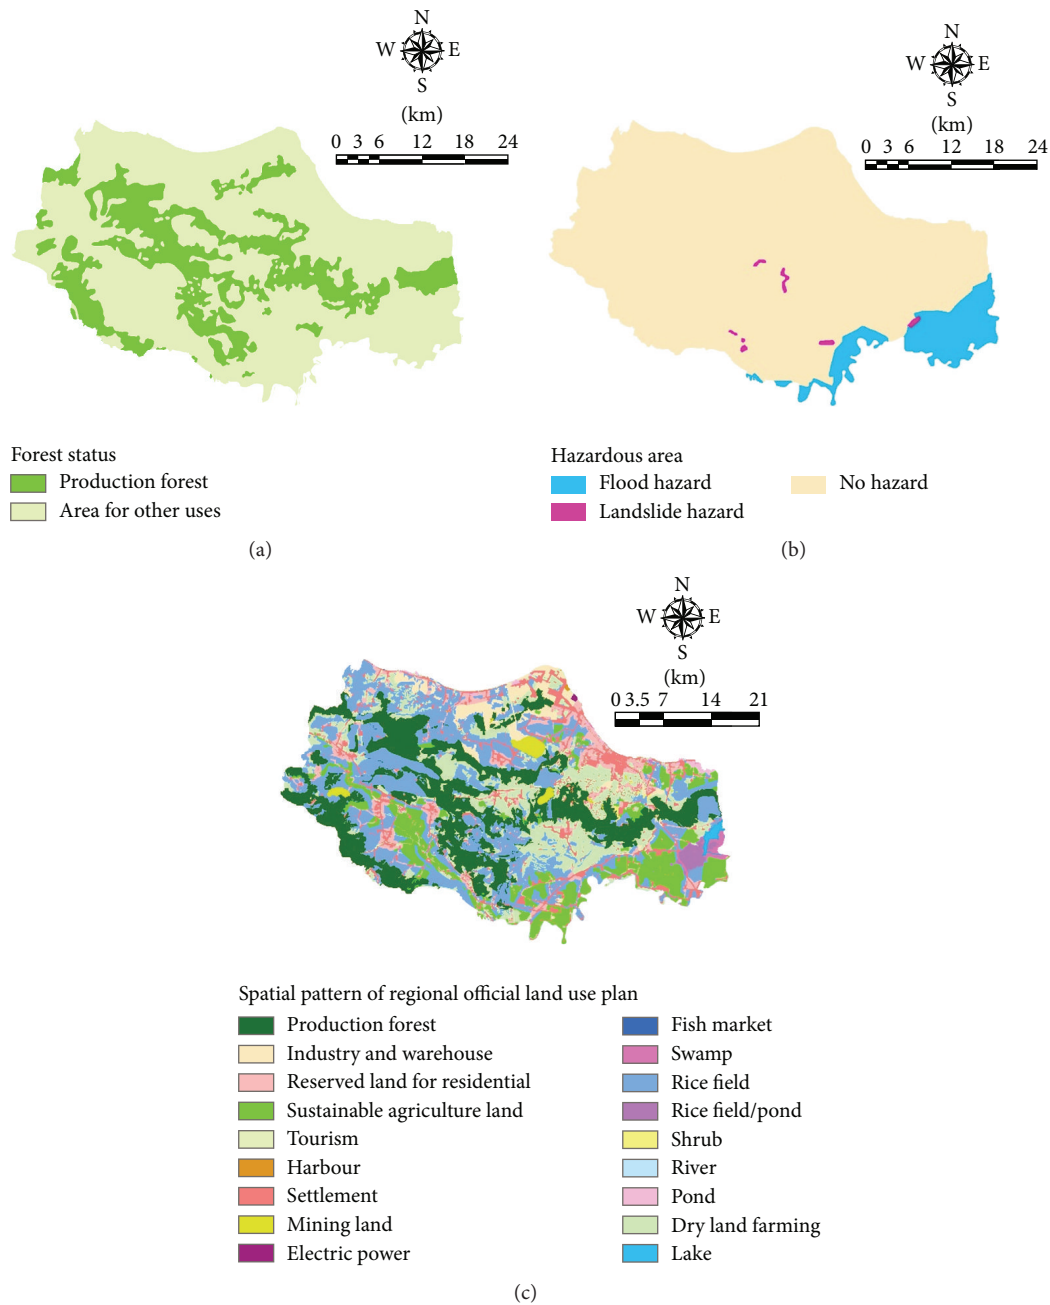 N
W E
S
(km)
0 3 6 12 18 24
Forest status
Production forest
Area for other uses
(a)
N
W E
S
(km)
0 3 6 12 18 24
Hazardous area
Flood hazard
Landslide hazard
No hazard
(b)
N
W E
S
(km)
0 3.5 7 14 21
Spatial pattern of regional official land use plan
Production forest
Industry and warehouse
Reserved land for residential
Sustainable agriculture land
Tourism
Harbour
Settlement
Mining land
Electric power
Fish market
Swamp
Rice field
Rice field/pond
Shrub
River
Pond
Dry land farming
Lake
(c)